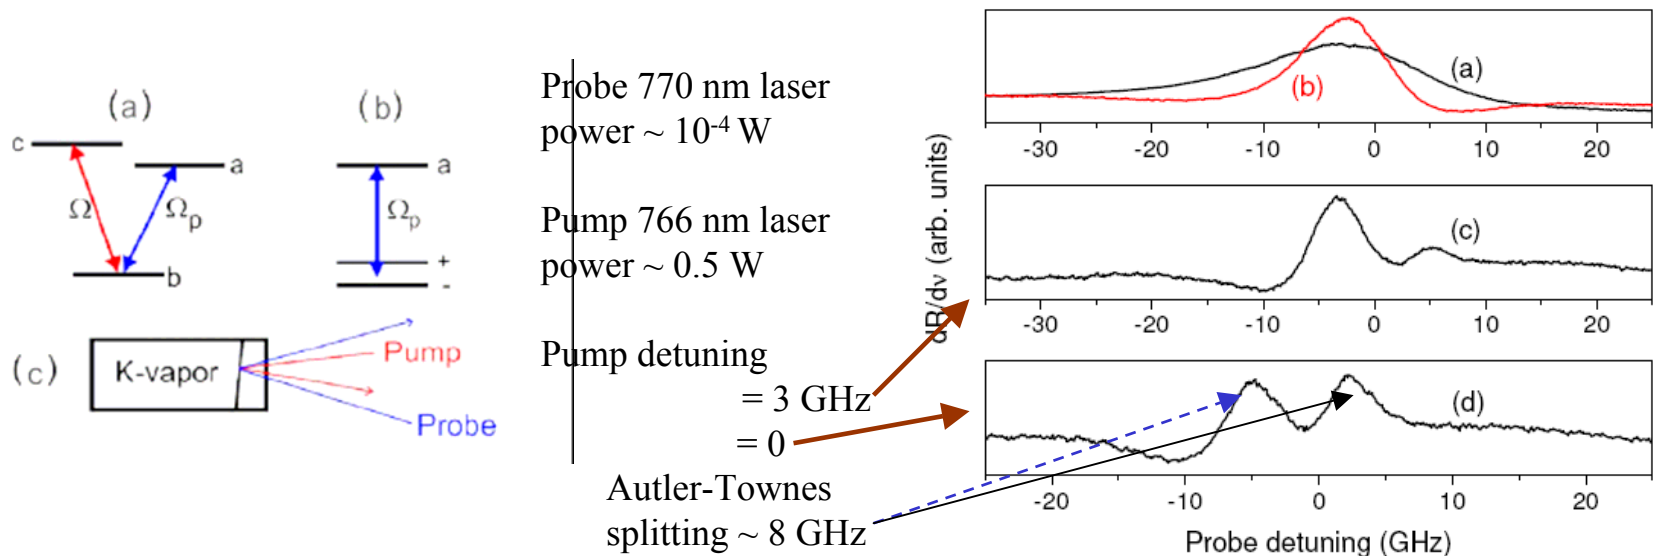 (a)
(b)
c
a
a
Ω
Ωp
Ωp
b
+
-
(c)
K-vapor
Pump
Probe
Probe 770 nm laser
power ~ 10-4 W
Pump 766 nm laser
power ~ 0.5 W
Pump detuning
= 3 GHz
= 0
Autler-Townes
splitting ~ 8 GHz
dR/dν (arb. units)
(a)
(b)
-30 -20 -10 0 10 20
(c)
-30 -20 -10 0 10 20
(d)
-20 -10 0 10 20
Probe detuning (GHz)